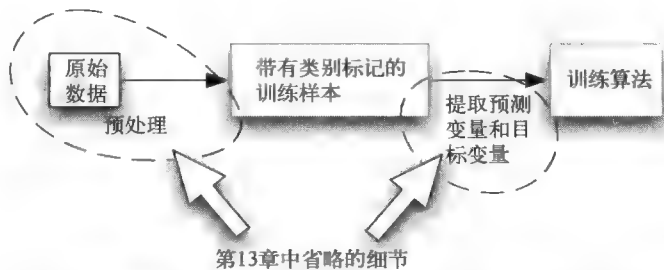 原始
数据
带有类别标记的
训练样本
训练算法
预处理
提取预测
变量和目
标变量
第13章中省略的细节